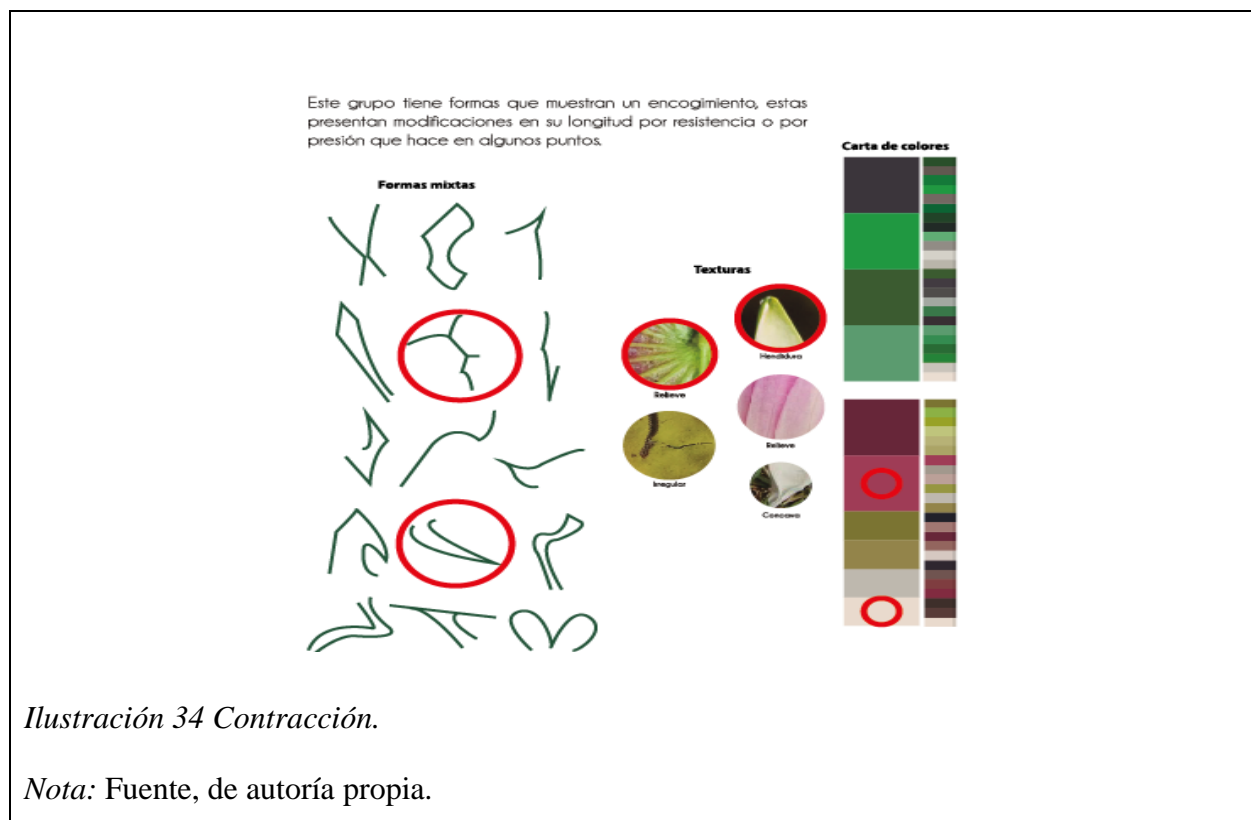 Este grupo tiene formas que muestran un encogimiento, estas
presentan modificaciones en su longitud por resistencia o por
presión que hace en algunos puntos.
Carta de colores
Formas mixtas
Texturas
Hendidura
Relieve
Relieve
Irregular
Concava
Ilustración 34 Contracción.
Nota: Fuente, de autoría propia.